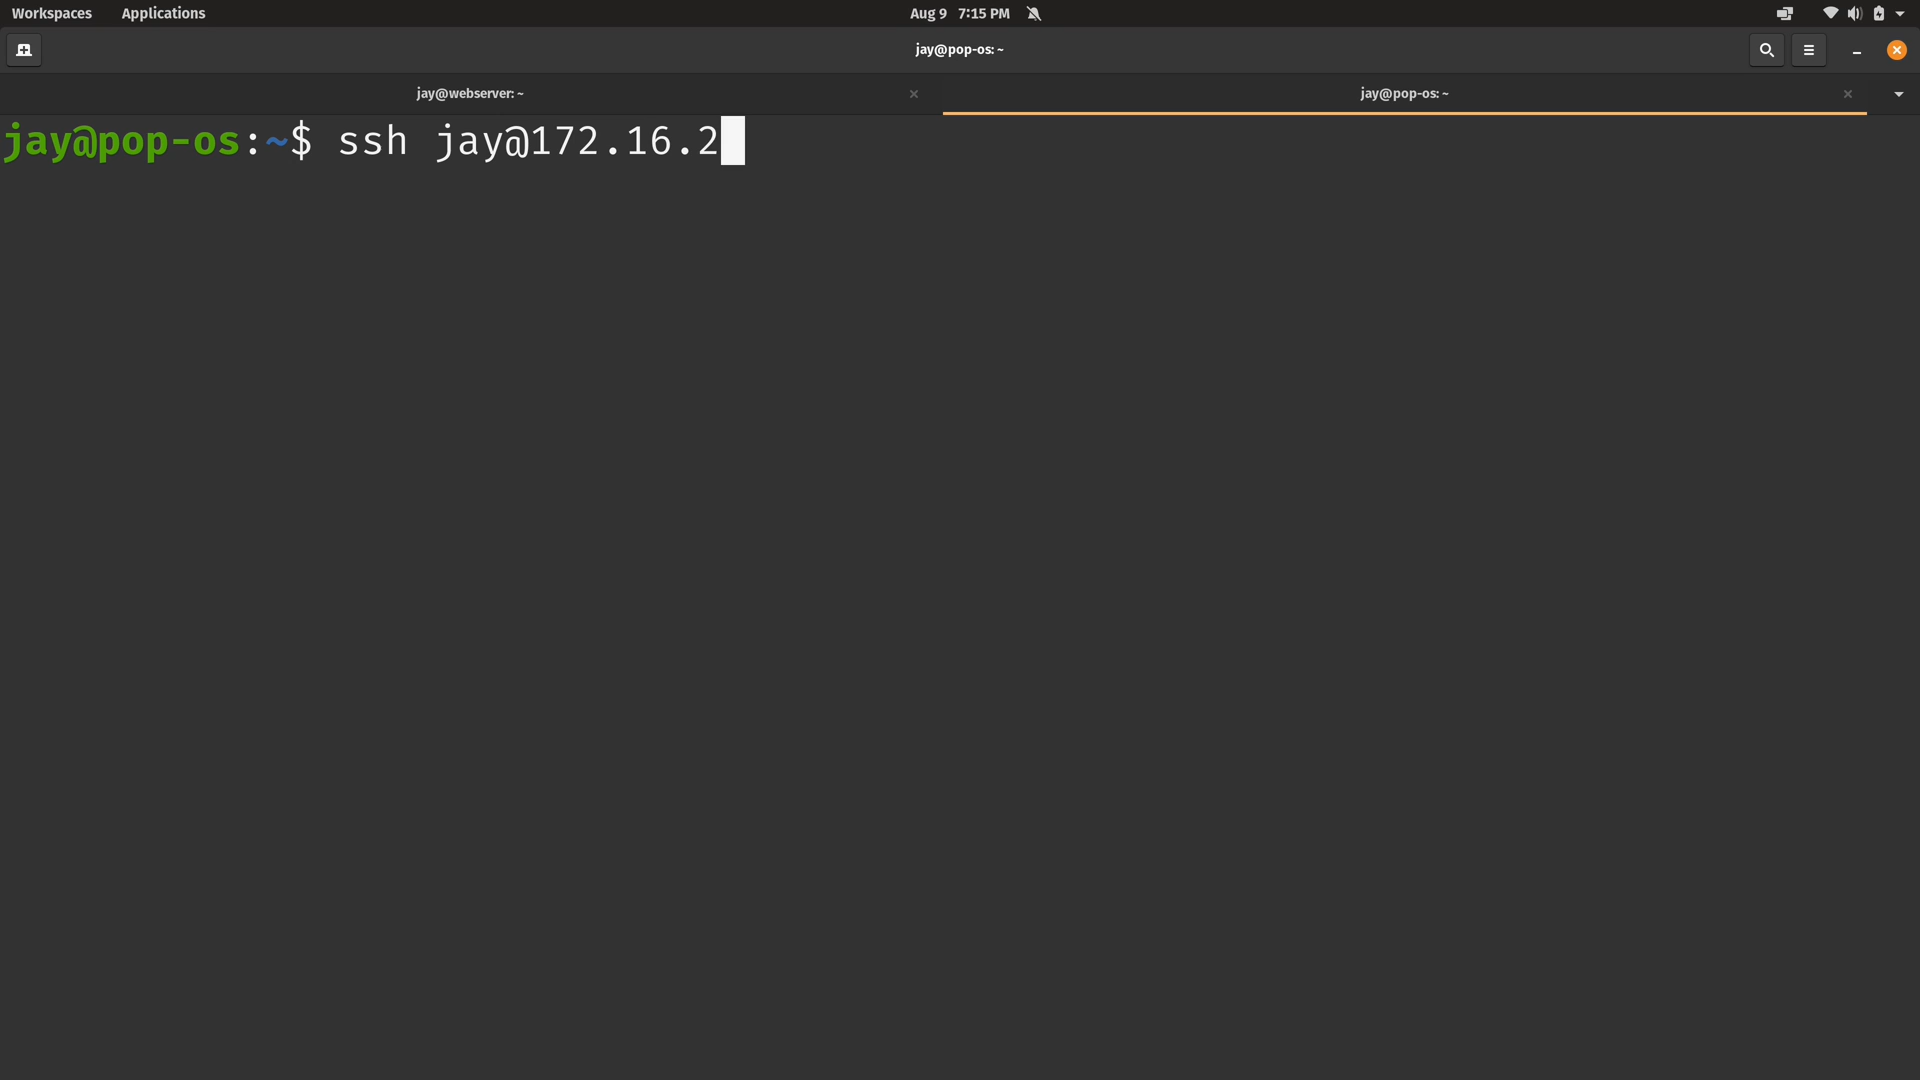 Workspaces Applications Aug 9 7:15 PM
jay@pop-os: ~
jay@webserver: ~ jay@pop-os: ~
jay@pop-os:~$ ssh jay@172.16.2